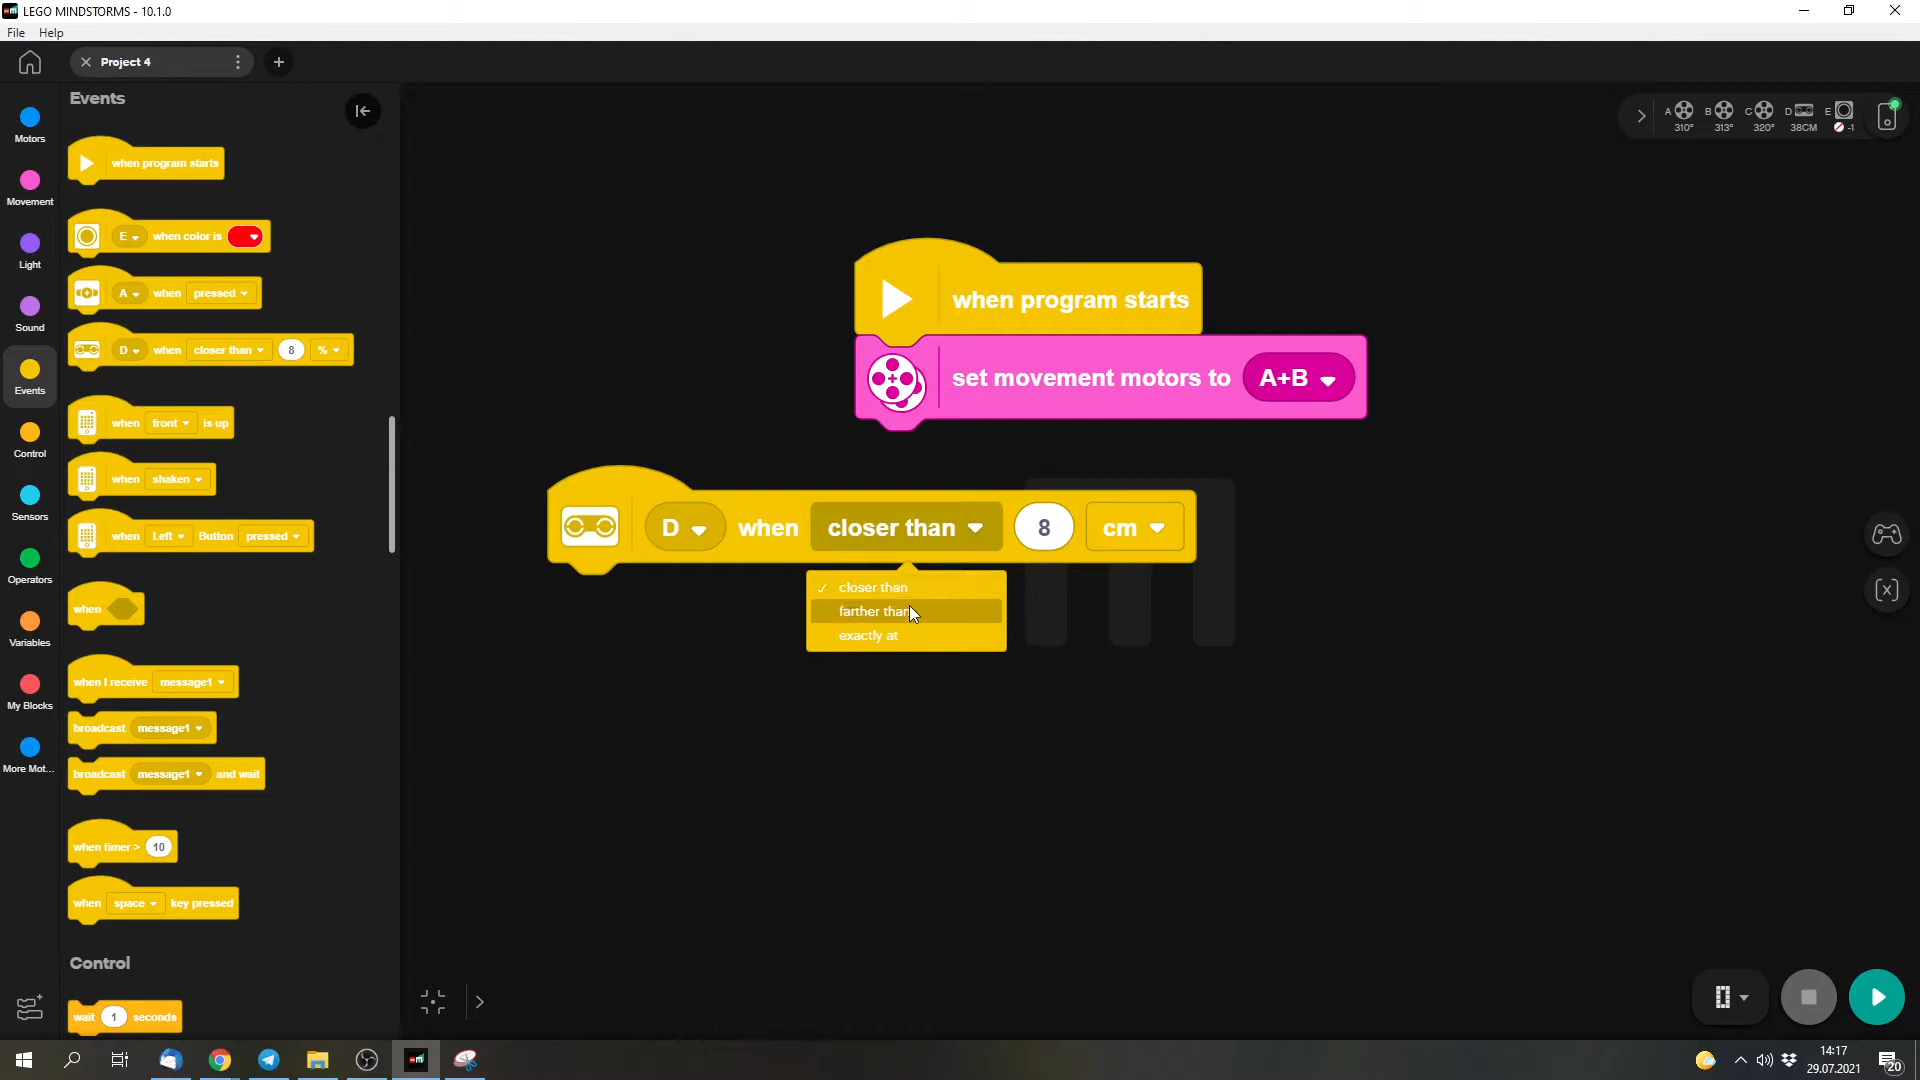 LEGO MINDSTORMS - 10.1.0
File Help
Project 4
Motors
Movement
Light
Sound
Events
Control
Sensors
Operators
Variables
My Blocks
More Mot...
Events
when program starts
E when color is
A when pressed
D when closer than 8 %
when front is up
when shaken
when Left Button pressed
when
when I receive message1
broadcast message1
broadcast message1 and wait
when timer > 10
when space key pressed
Control
wait 1 seconds
when program starts
set movement motors to A+B
D when closer than 8 cm
✓ closer than
farther than
exactly at
A B C D E
310° 313° 320° 38CM -1
14:17
29.07.2021
20